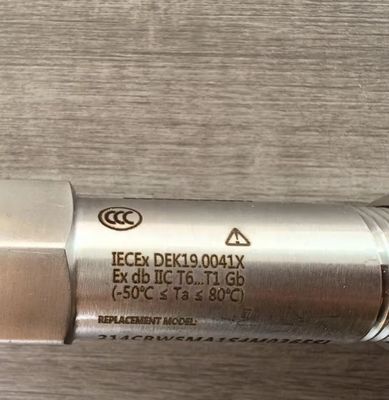 CCC
IECEx DEK19.0041X
Ex db IIC T6...T1 Gb
(-50°C ≤ Ta ≤ 80°C)
REPLACEMENT MODEL: